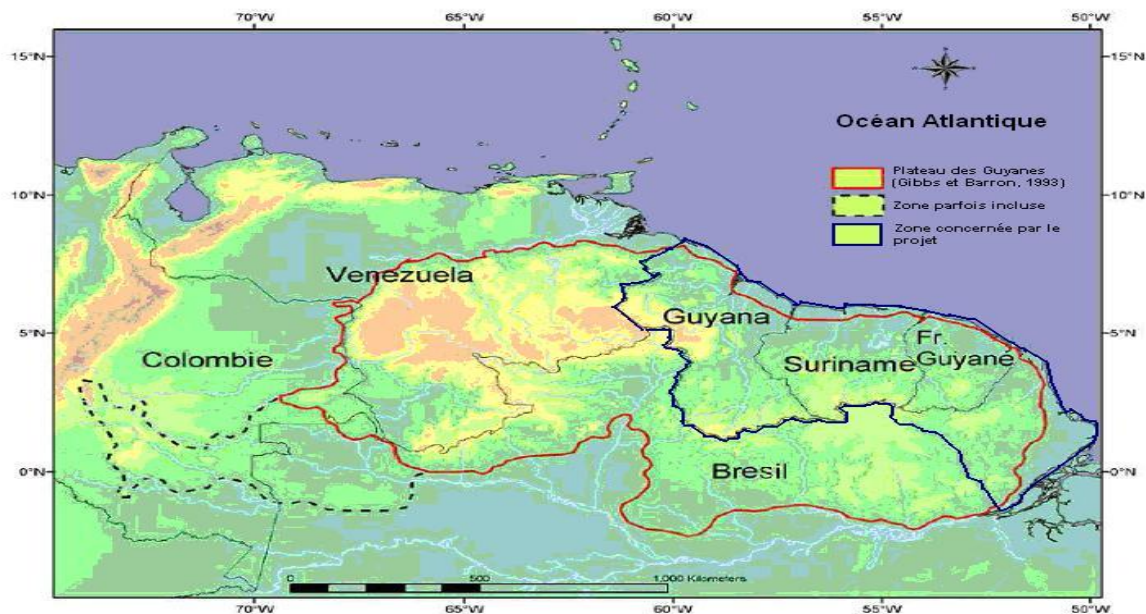 70°W 65°W 60°W 55°W 50°W
15°N 15°N
Océan Atlantique
Plateau des Guyanes
(Gibbs et Barron, 1993)
10°N 10°N
Zone parfois incluse
Zone concernée par le
projet
Venezuela
Guyana
5°N 5°N
Fr.
Colombie
Suriname Guyane
Bresil
0°N 0°N
0 500 1,000 Kilometers
70°W 65°W 60°W 55°W 50°W